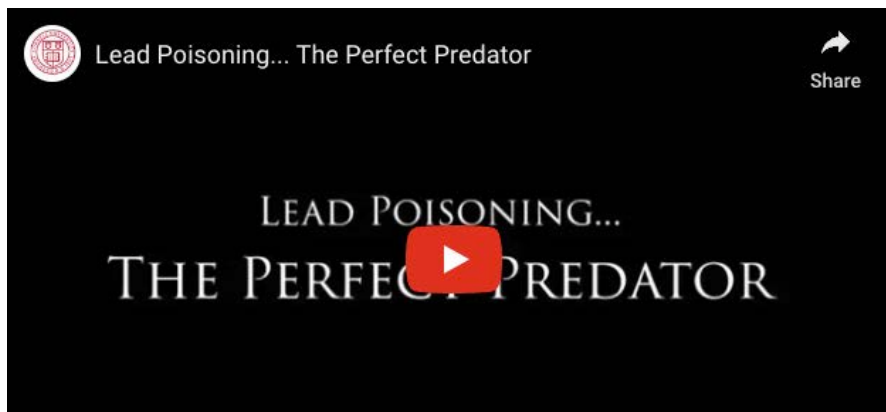 Lead Poisoning... The Perfect Predator
Share
LEAD POISONING...
THE PERFECT PREDATOR